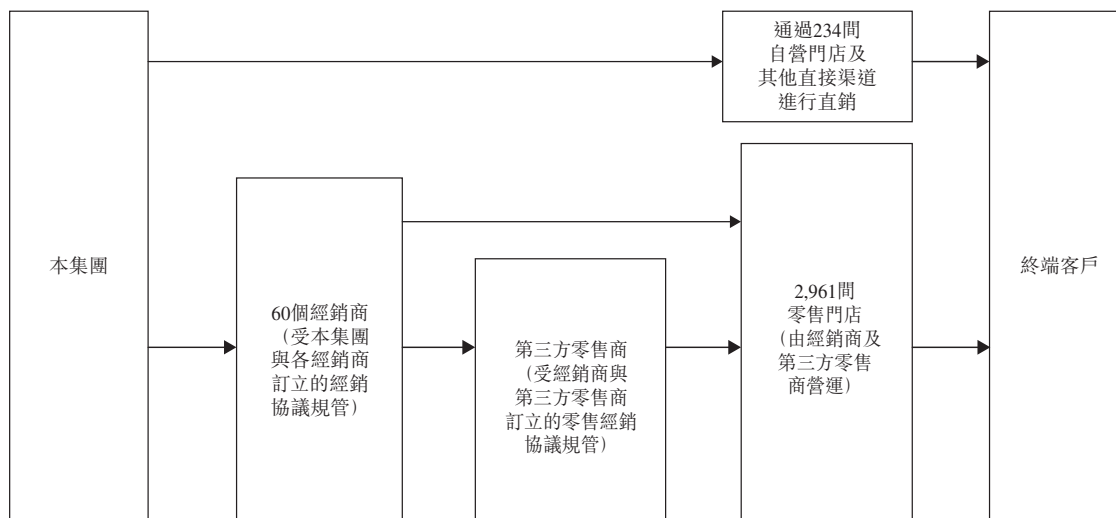 通過234間
自營門店及
其他直接渠道
進行直銷
本集團
60個經銷商
（受本集團
與各經銷商
訂立的經銷
協議規管）
第三方零售商
（受經銷商與
第三方零售商
訂立的零售經銷
協議規管）
2,961間
零售門店
（由經銷商及
第三方零售
商營運）
終端客戶